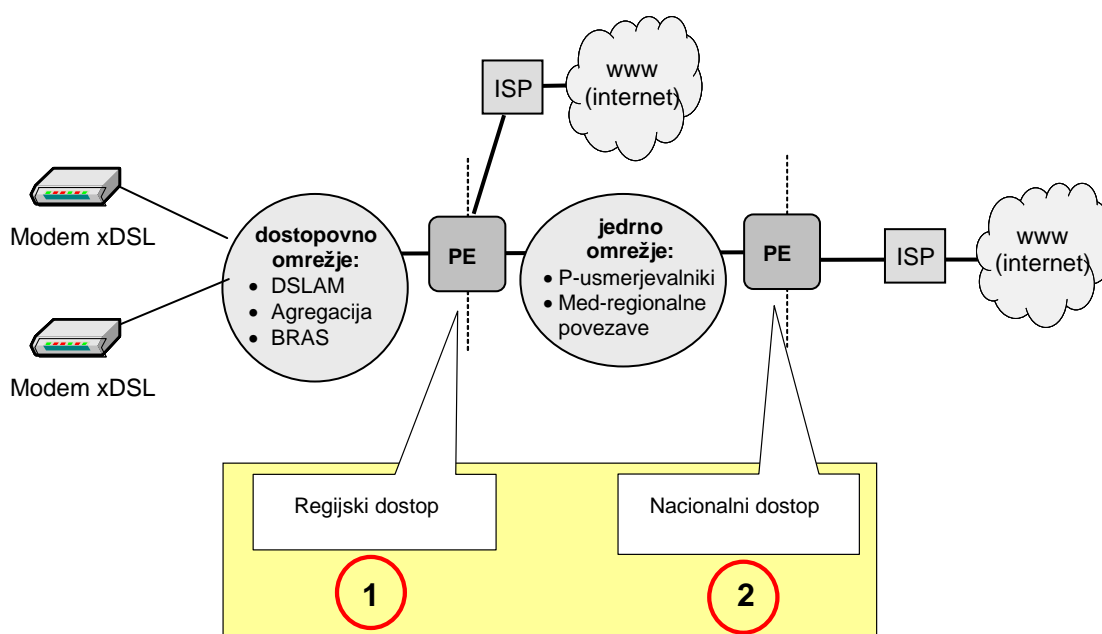 ISP
www
(internet)
Modem xDSL
dostopovno
omrežje:
• DSLAM
• Agregacija
• BRAS
PE
jedrno
omrežje:
• P-usmerjevalniki
• Med-regionalne
povezave
PE
ISP
www
(internet)
Modem xDSL
Regijski dostop
Nacionalni dostop
1
2